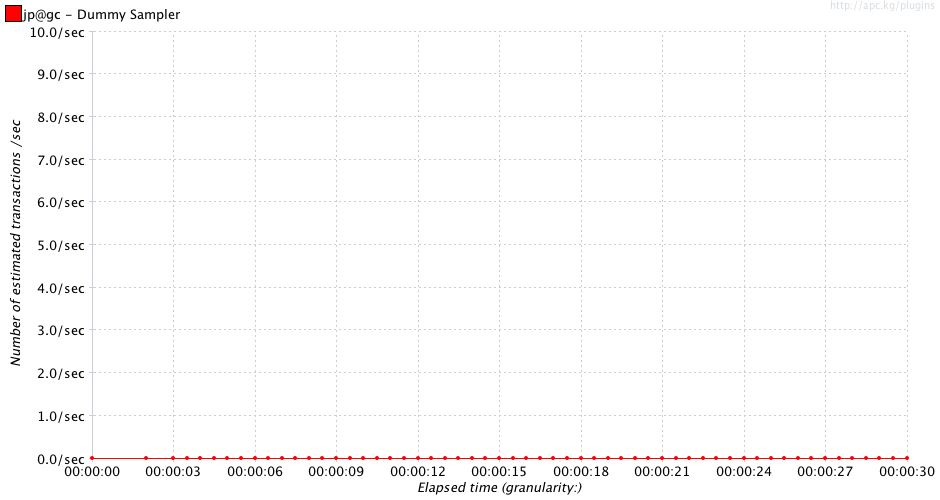 http://apc.kg/plugins
jp@gc - Dummy Sampler
10.0/sec
9.0/sec
8.0/sec
7.0/sec
6.0/sec
5.0/sec
4.0/sec
3.0/sec
2.0/sec
1.0/sec
0.0/sec
Number of estimated transactions /sec
00:00:00 00:00:03 00:00:06 00:00:09 00:00:12 00:00:15 00:00:18 00:00:21 00:00:24 00:00:27 00:00:30
Elapsed time (granularity:)